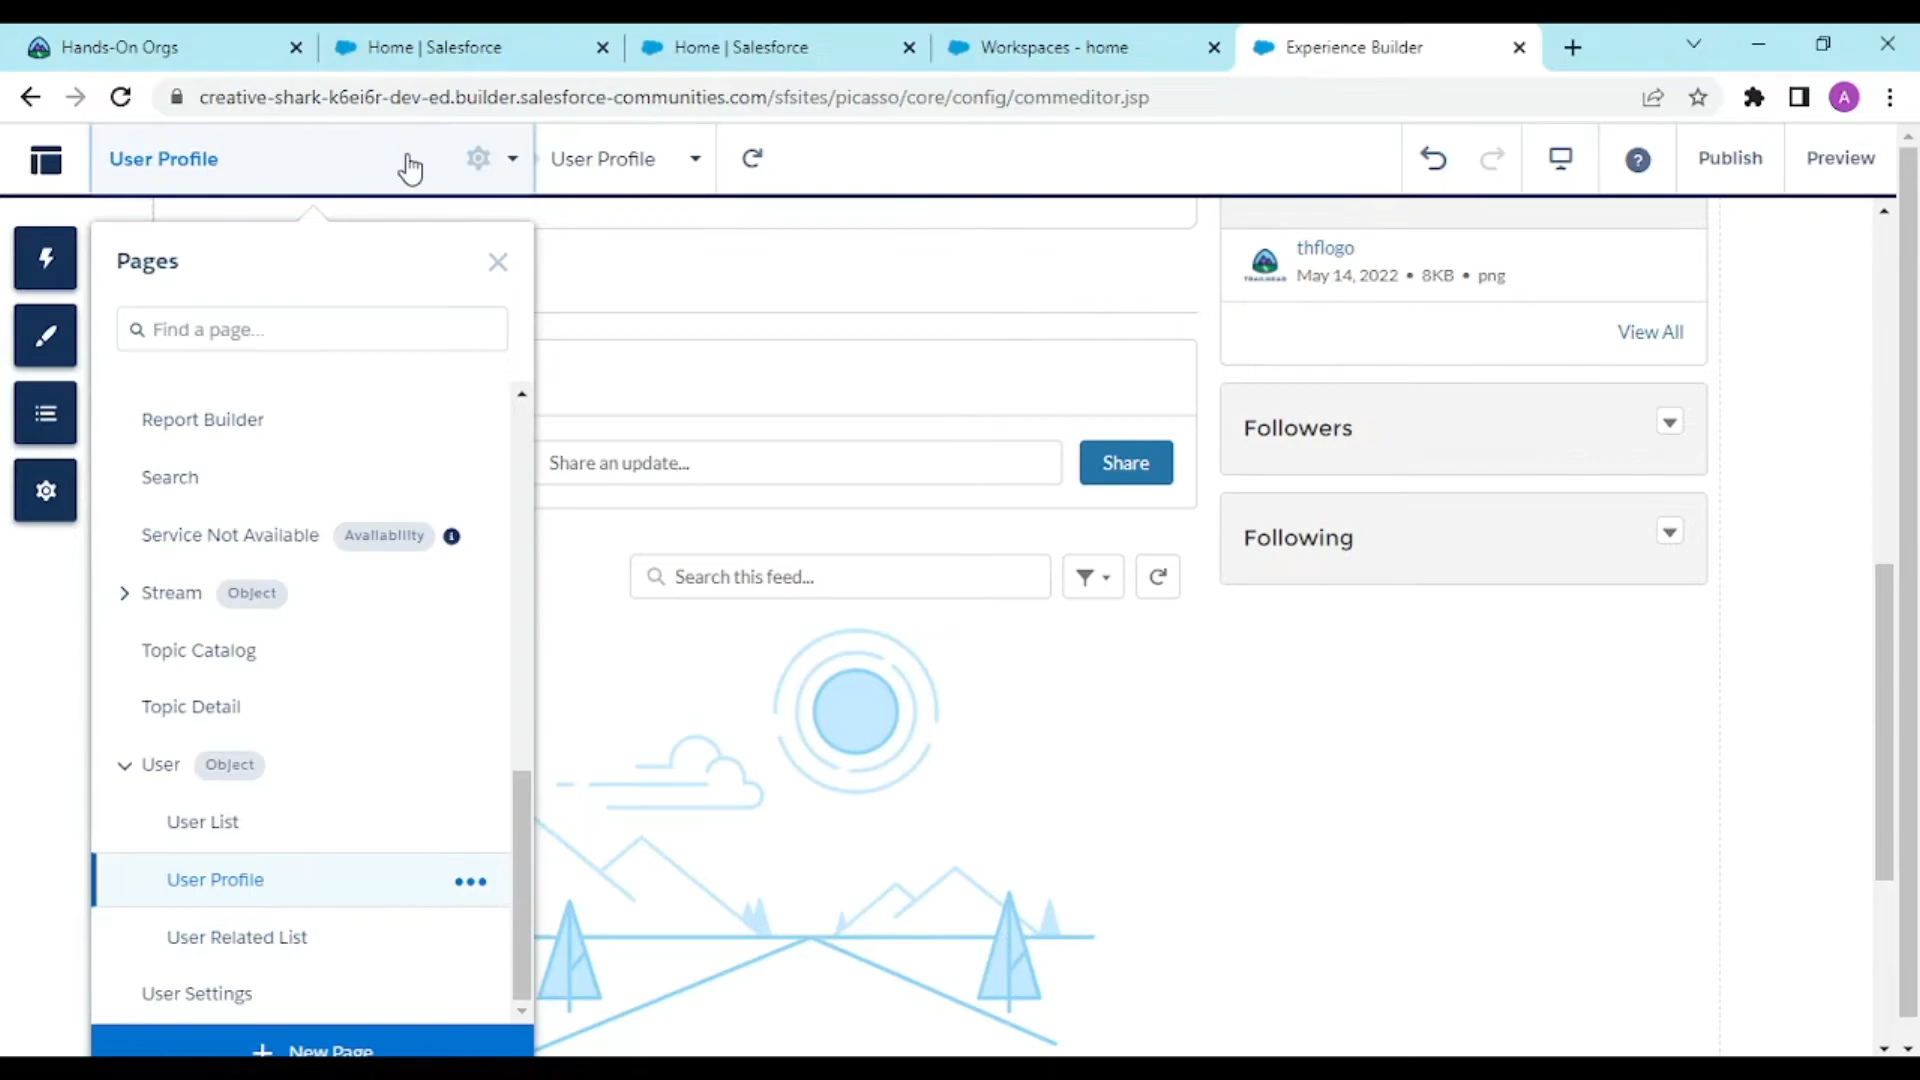 Hands-On Orgs
Home | Salesforce
Home | Salesforce
Workspaces - home
Experience Builder
creative-shark-k6ei6r-dev-ed.builder.salesforce-communities.com/sfsites/picasso/core/config/commeditor.jsp
A
User Profile
User Profile
?
Publish
Preview
Pages
Find a page...
Report Builder
Search
Service Not Available
Availability
i
Stream
Object
Topic Catalog
Topic Detail
User
Object
User List
User Profile
User Related List
User Settings
+ New Page
Share an update...
Share
Search this feed...
TRAILHEAD
thflogo
May 14, 2022 • 8KB • png
View All
Followers
Following